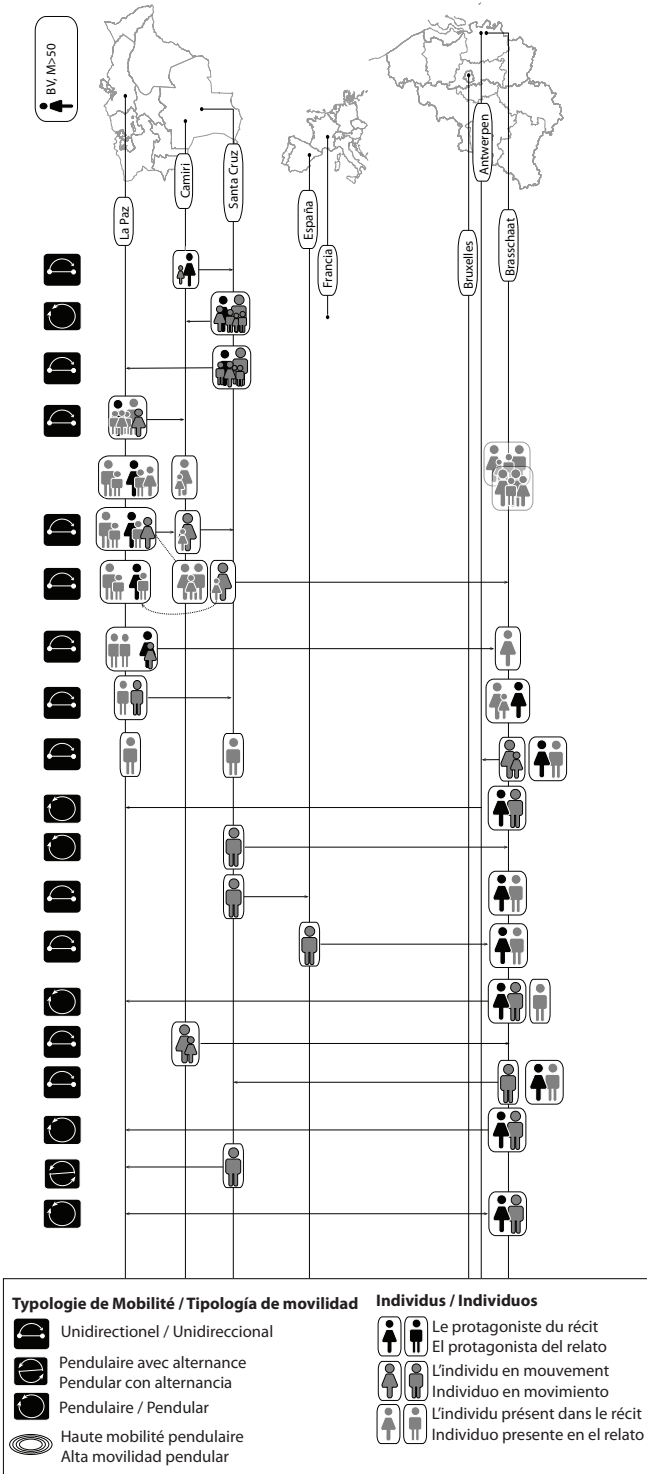 BV, M>50
La Paz
Camiri
Santa Cruz
España
Francia
Bruxelles
Antwerpen
Brasschaat
Typologie de Mobilité / Tipología de movilidad
Unidirectionel / Unidireccional
Pendulaire avec alternance
Pendular con alternancia
Pendulaire / Pendular
Haute mobilité pendulaire
Alta movilidad pendular
Individus / Individuos
Le protagoniste du récit
El protagonista del relato
L'individu en mouvement
Individuo en movimiento
L'individu présent dans le récit
Individuo presente en el relato